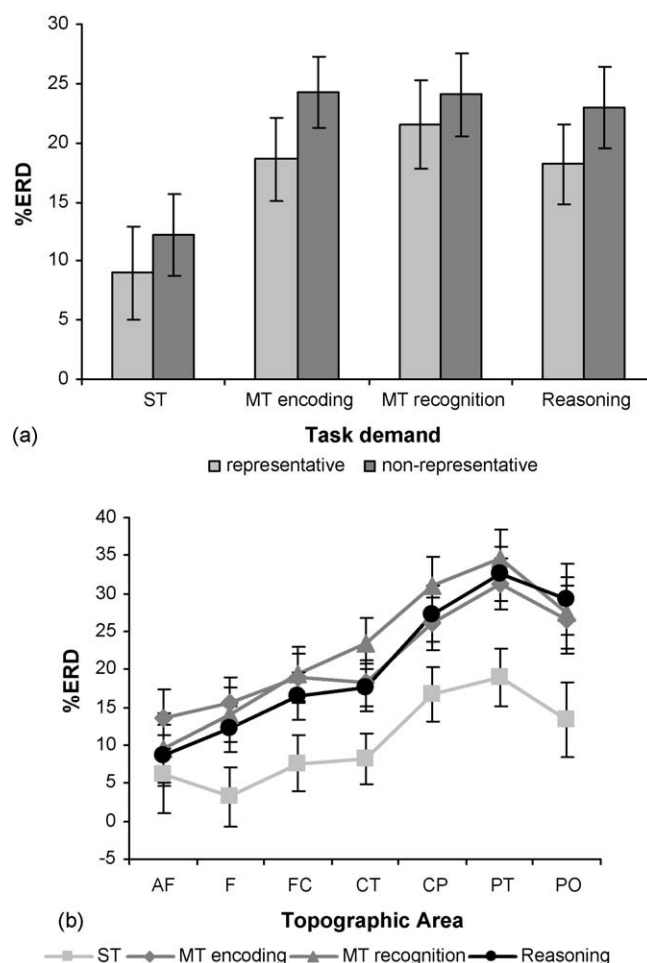 30
25
20
15
10
5
0
%ERD
ST MT encoding MT recognition Reasoning
(a) Task demand
representative non-representative
40
35
30
25
20
15
10
5
0
-5
%ERD
AF F FC CT CP PT PO
(b) Topographic Area
ST MT encoding MT recognition Reasoning